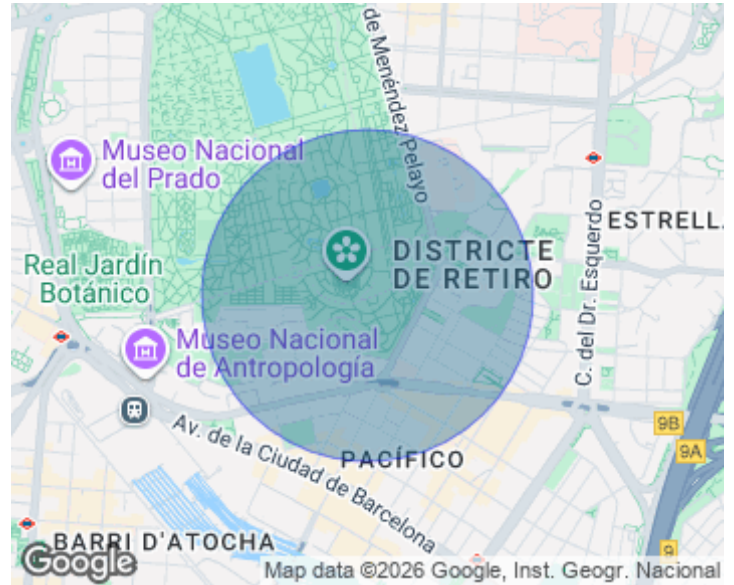 de Menéndez Pelayo
Museo Nacional
del Prado
ESTRELL
DISTRICTE
DE RETIRO
Real Jardín
Botánico
C. del Dr. Esquerdo
Museo Nacional
de Antropología
Av. de la Ciudad de Barcelona
9B
9A
PACÍFICO
BARRI D'ATOCHA
9
Google
Map data ©2026 Google, Inst. Geogr. Nacional